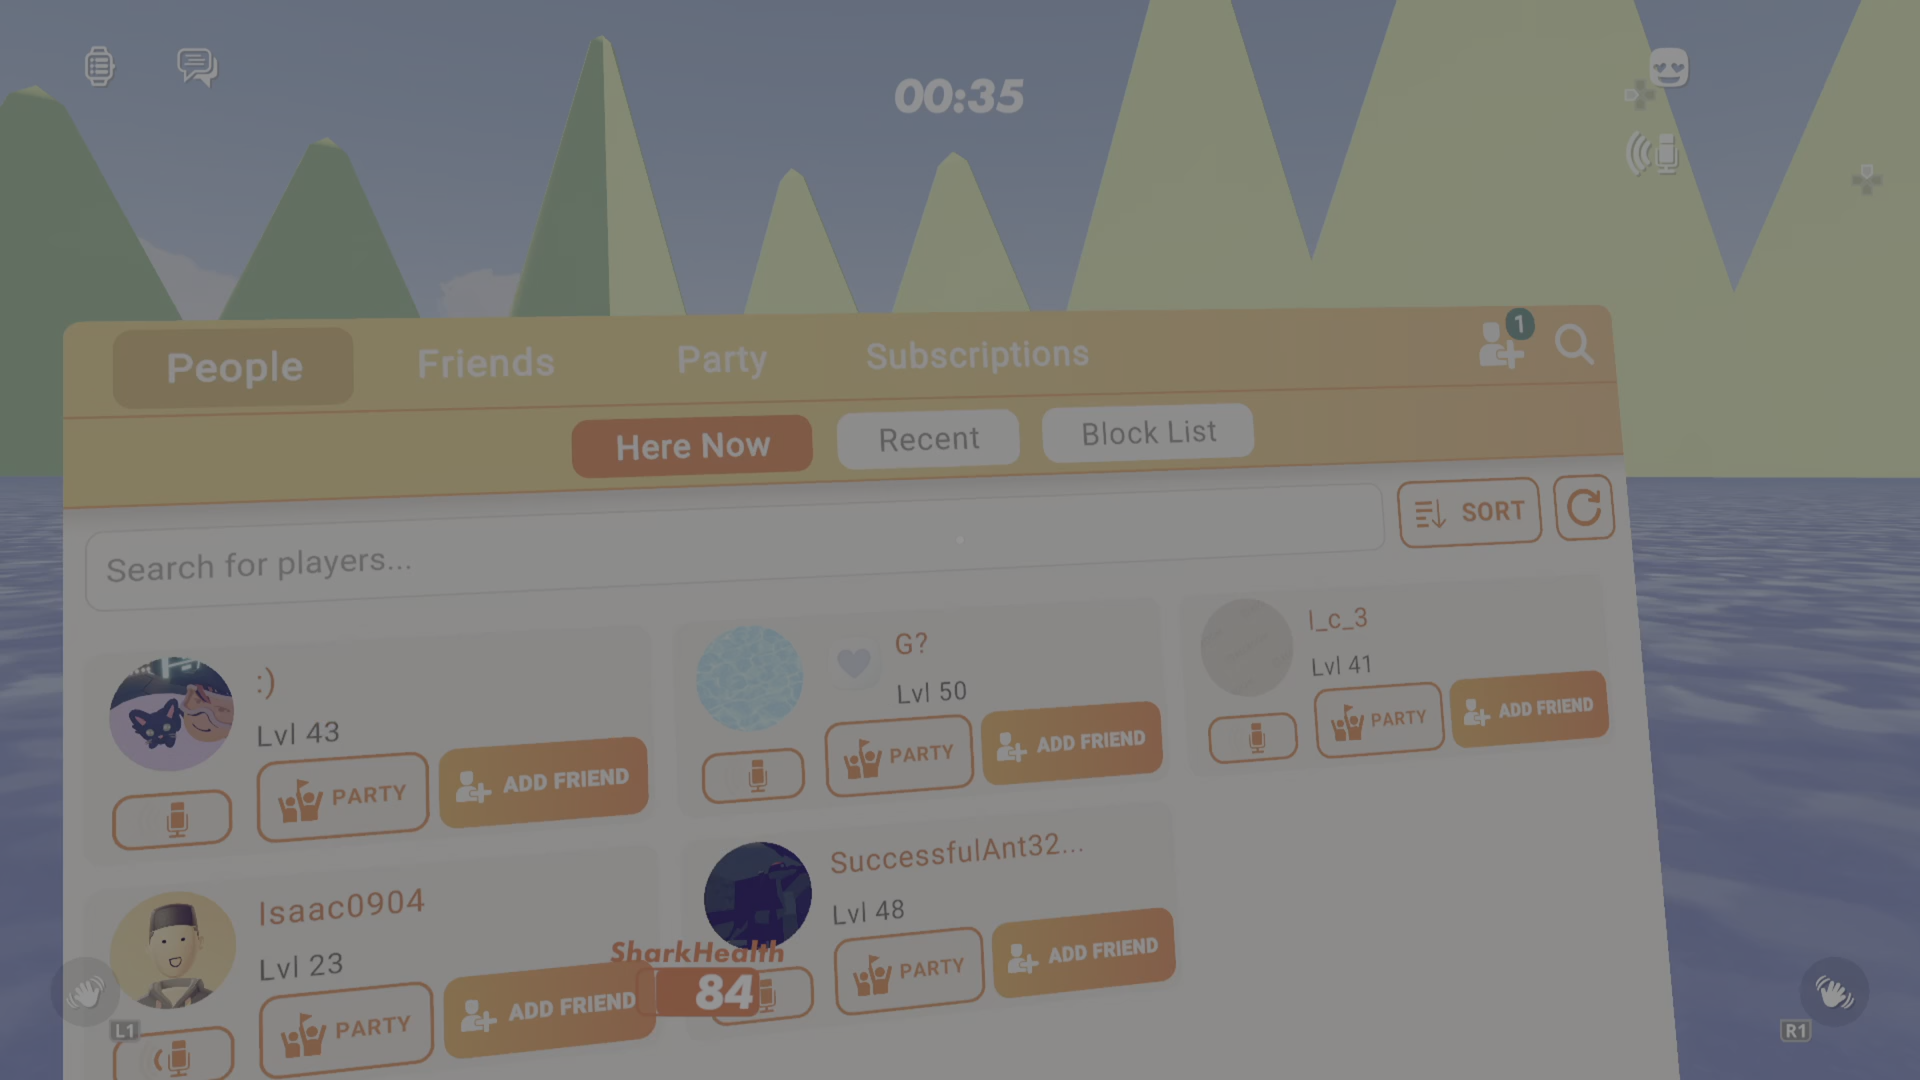 00:35
1
People
Friends
Party
Subscriptions
Here Now
Recent
Block List
Search for players...
SORT
:)
Lvl 43
PARTY
ADD FRIEND
G?
Lvl 50
PARTY
ADD FRIEND
l_c_3
Lvl 41
PARTY
ADD FRIEND
Isaac0904
Lvl 23
PARTY
ADD FRIEND
SuccessfulAnt32...
Lvl 48
PARTY
ADD FRIEND
SharkHealth
84
L1
R1